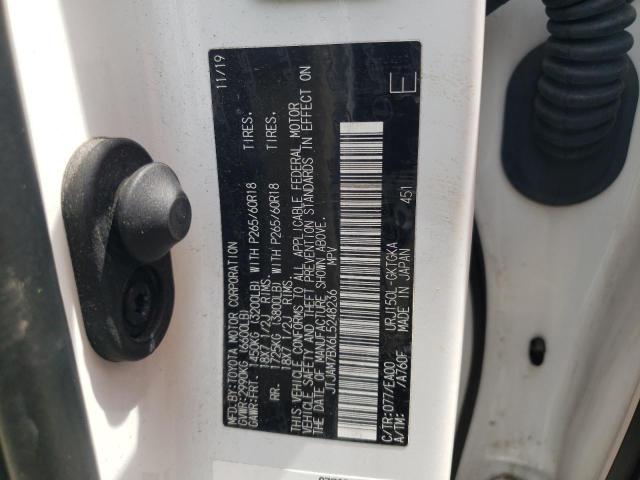 MFD.BY:TOYOTA MOTOR CORPORATION 11/19
GVWR:2990KG (6600LB)
GAWR:FRT. 1450KG (3200LB) WITH P265/60R18 TIRES.
18X7 1/2J RIMS.
RR. 1725KG (3800LB) WITH P265/60R18 TIRES.
18X7 1/2J RIMS.
THIS VEHICLE CONFORMS TO ALL APPLICABLE FEDERAL MOTOR
VEHICLE SAFETY AND THEFT PREVENTION STANDARDS IN EFFECT ON
THE DATE OF MANUFACTURE SHOWN ABOVE.
JTJAM7BX6L5248236 MPV E
C/TR:077/EA00 URJ150L-GKTGKA
A/TM: /A760F MADE IN JAPAN 451